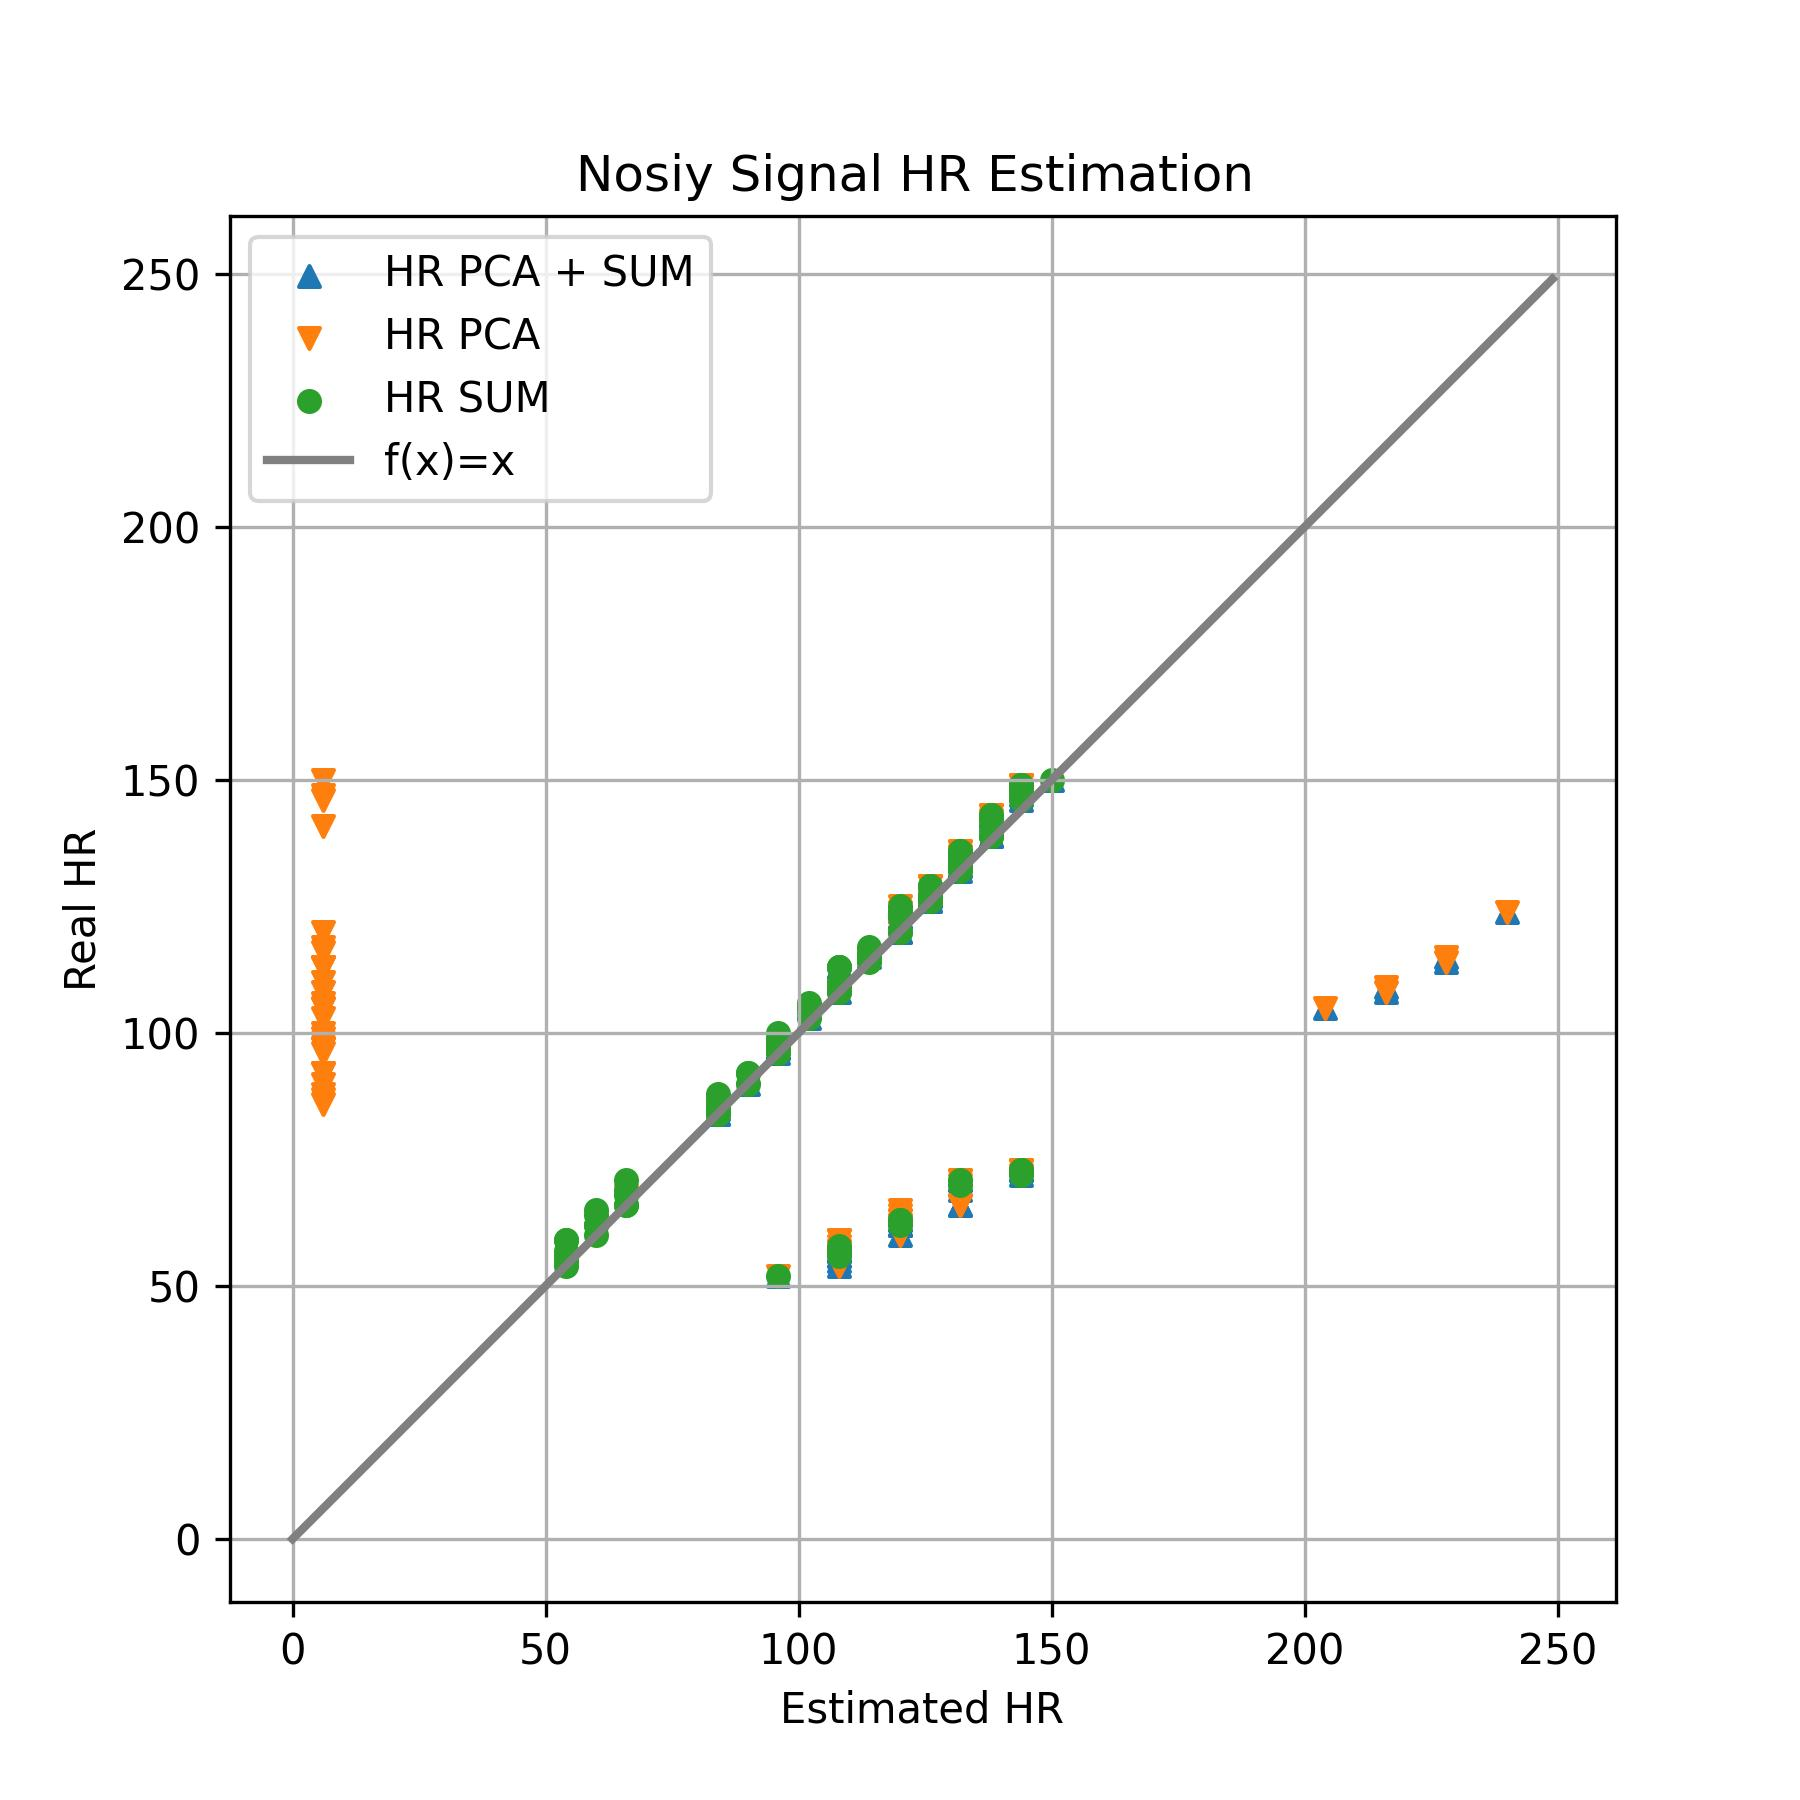 Nosiy Signal HR Estimation
HR PCA + SUM
HR PCA
HR SUM
f(x)=x
250
200
150
100
50
0
Real HR
0 50 100 150 200 250
Estimated HR